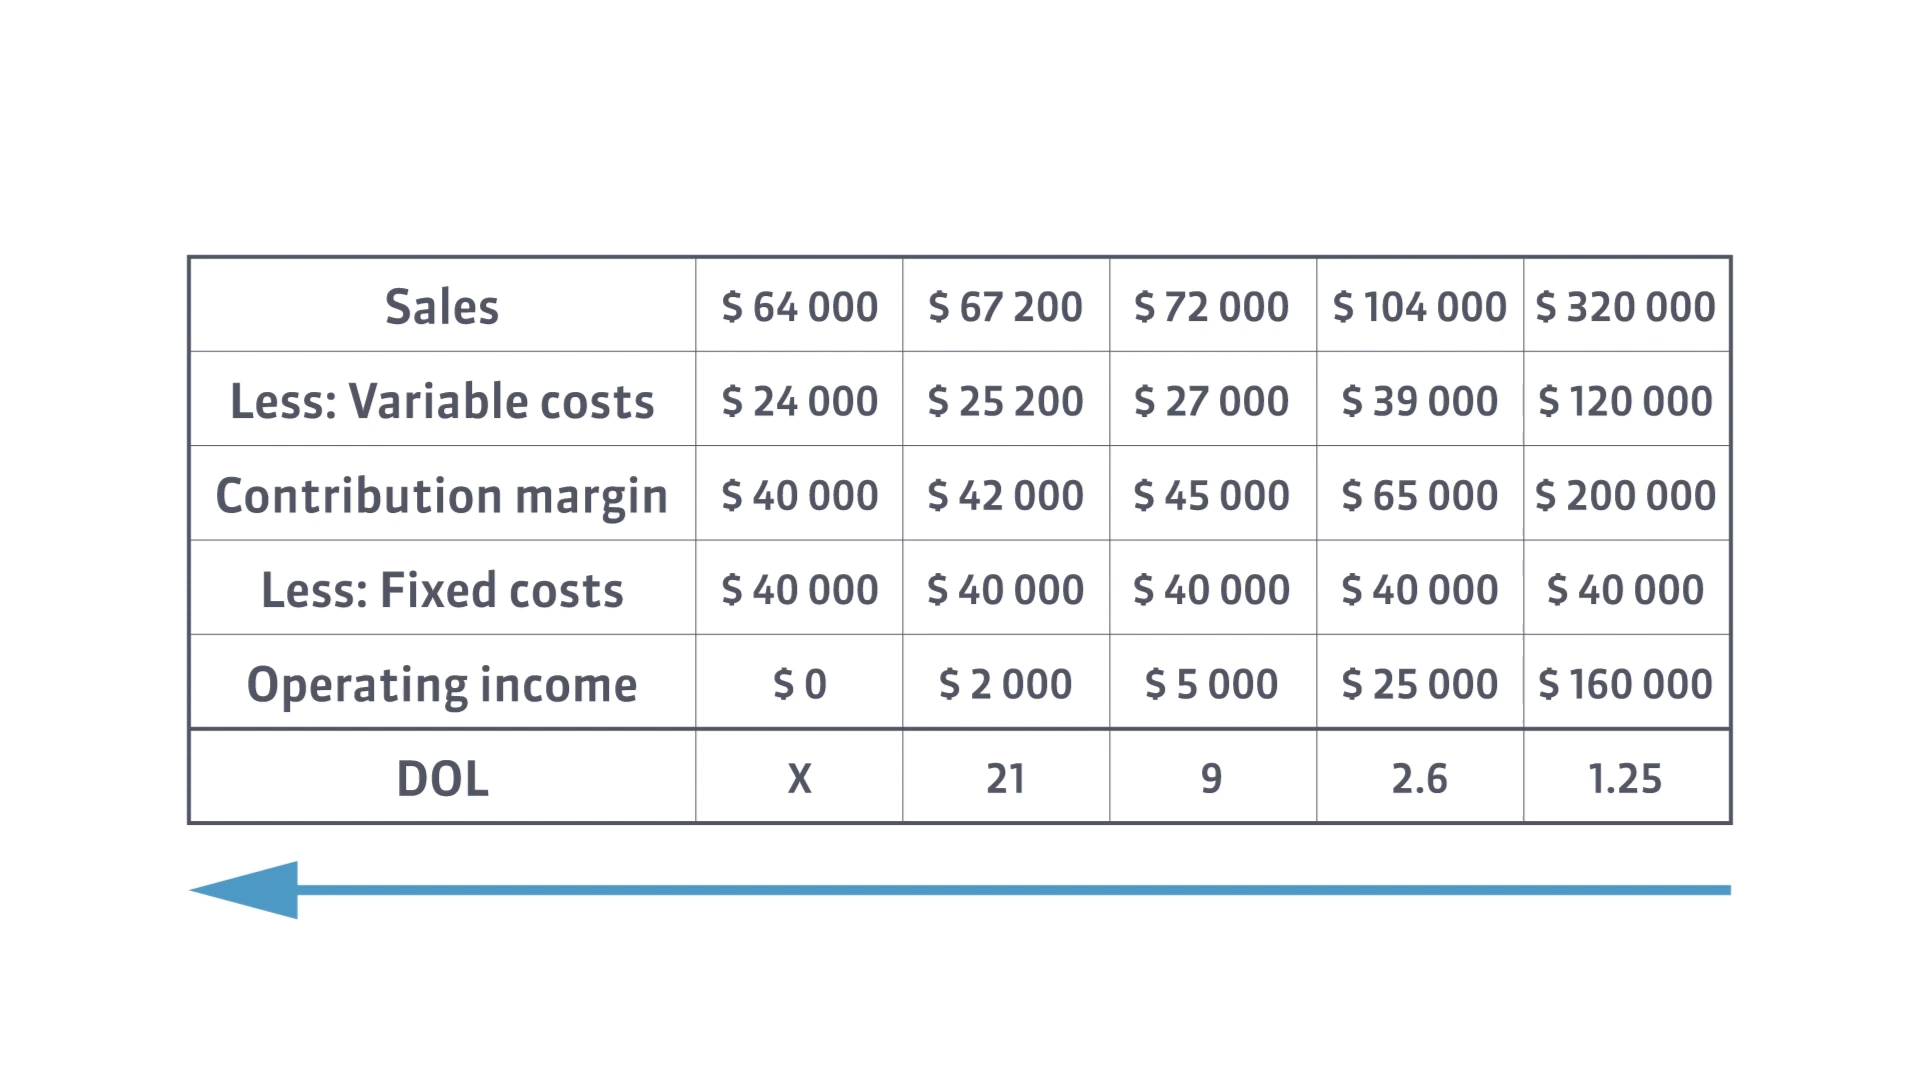 Sales $ 64 000 $ 67 200 $ 72 000 $ 104 000 $ 320 000
Less: Variable costs $ 24 000 $ 25 200 $ 27 000 $ 39 000 $ 120 000
Contribution margin $ 40 000 $ 42 000 $ 45 000 $ 65 000 $ 200 000
Less: Fixed costs $ 40 000 $ 40 000 $ 40 000 $ 40 000 $ 40 000
Operating income $ 0 $ 2 000 $ 5 000 $ 25 000 $ 160 000
DOL X 21 9 2.6 1.25